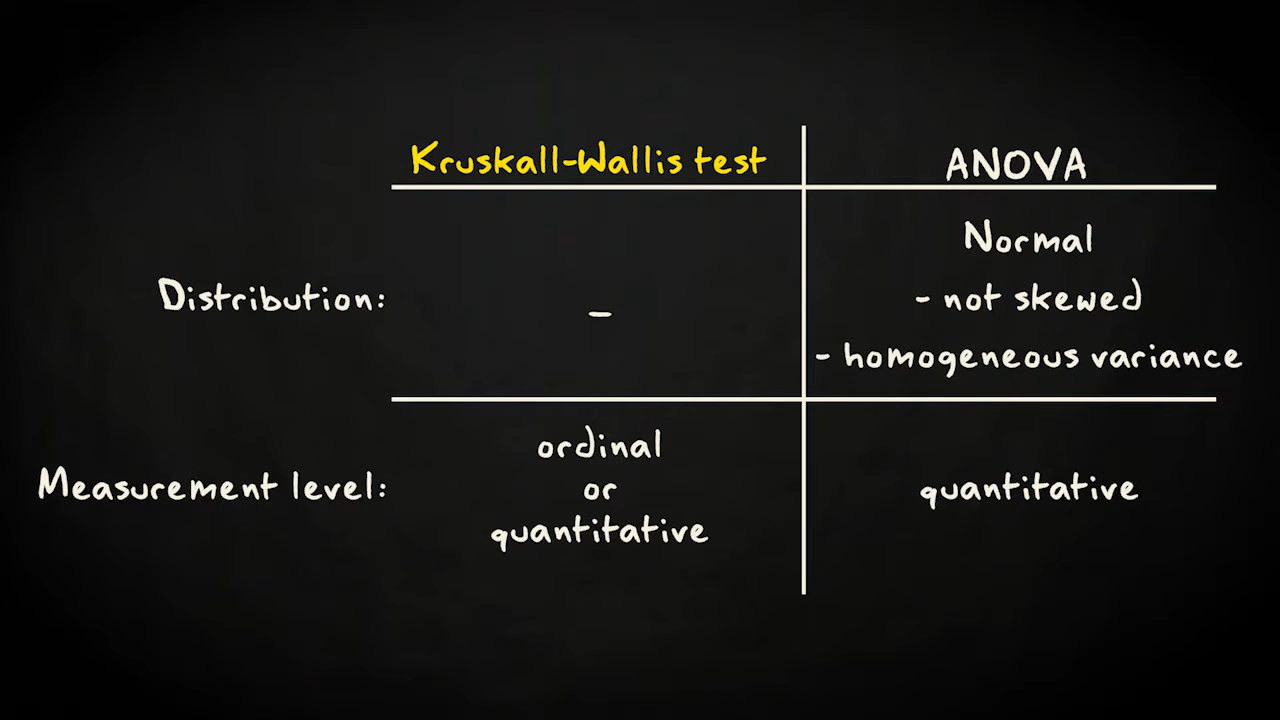 Kruskall-Wallis test
ANOVA
Distribution:
-
Normal
- not skewed
- homogeneous variance
Measurement level:
ordinal
or
quantitative
quantitative